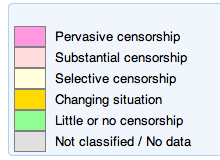 Pervasive censorship
Substantial censorship
Selective censorship
Changing situation
Little or no censorship
Not classified / No data